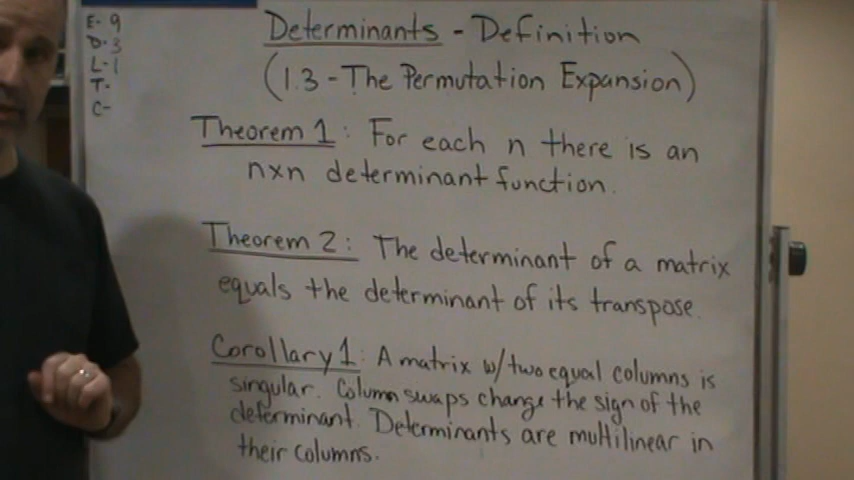 E- 9
D- 3
L- 1
T-
C-
Determinants - Definition
(1.3 - The Permutation Expansion)
Theorem 1: For each n there is an
nxn determinant function.
Theorem 2: The determinant of a matrix
equals the determinant of its transpose.
Corollary 1: A matrix w/ two equal columns is
singular. Column swaps change the sign of the
determinant. Determinants are multilinear in
their columns.